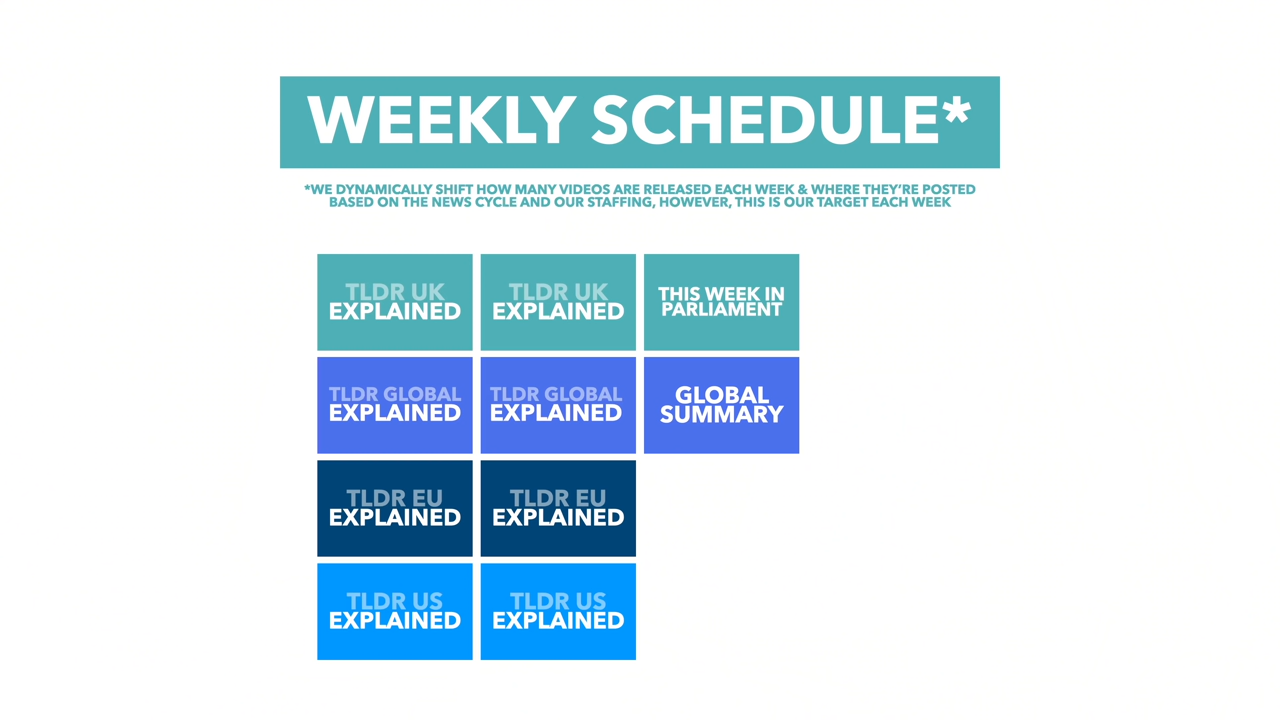 WEEKLY SCHEDULE*
*WE DYNAMICALLY SHIFT HOW MANY VIDEOS ARE RELEASED EACH WEEK & WHERE THEY'RE POSTED
BASED ON THE NEWS CYCLE AND OUR STAFFING, HOWEVER, THIS IS OUR TARGET EACH WEEK
TLDR UK
EXPLAINED
TLDR UK
EXPLAINED
THIS WEEK IN
PARLIAMENT
TLDR GLOBAL
EXPLAINED
TLDR GLOBAL
EXPLAINED
GLOBAL
SUMMARY
TLDR EU
EXPLAINED
TLDR EU
EXPLAINED
TLDR US
EXPLAINED
TLDR US
EXPLAINED